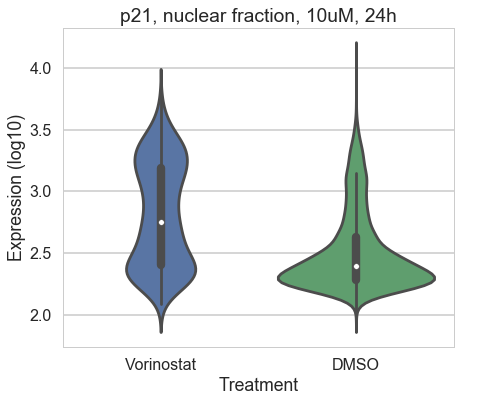 p21, nuclear fraction, 10uM, 24h
Expression (log10)
4.0
3.5
3.0
2.5
2.0
Vorinostat DMSO
Treatment